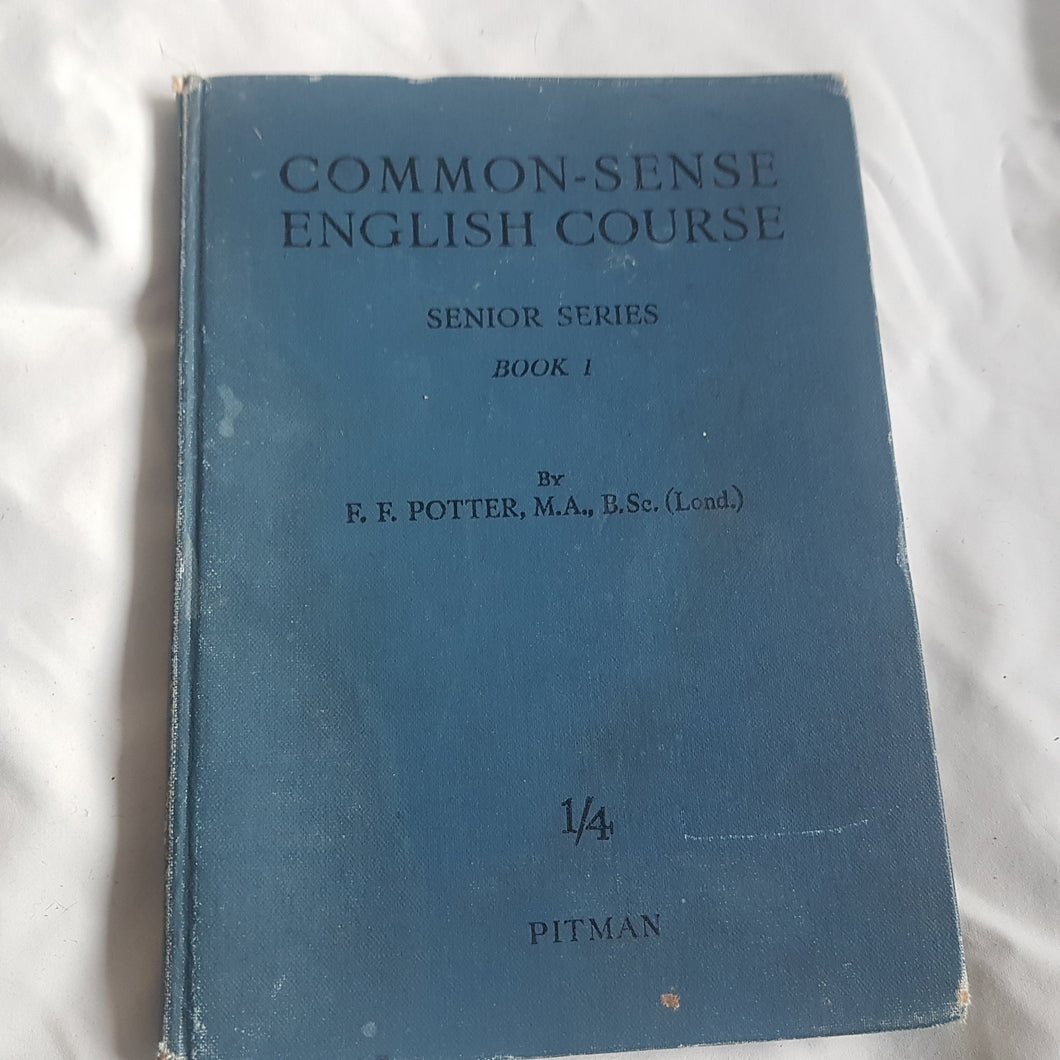 COMMON-SENSE
ENGLISH COURSE
SENIOR SERIES
BOOK I
By
F. F. POTTER, M.A., B.Sc. (Lond.)
1/4
PITMAN